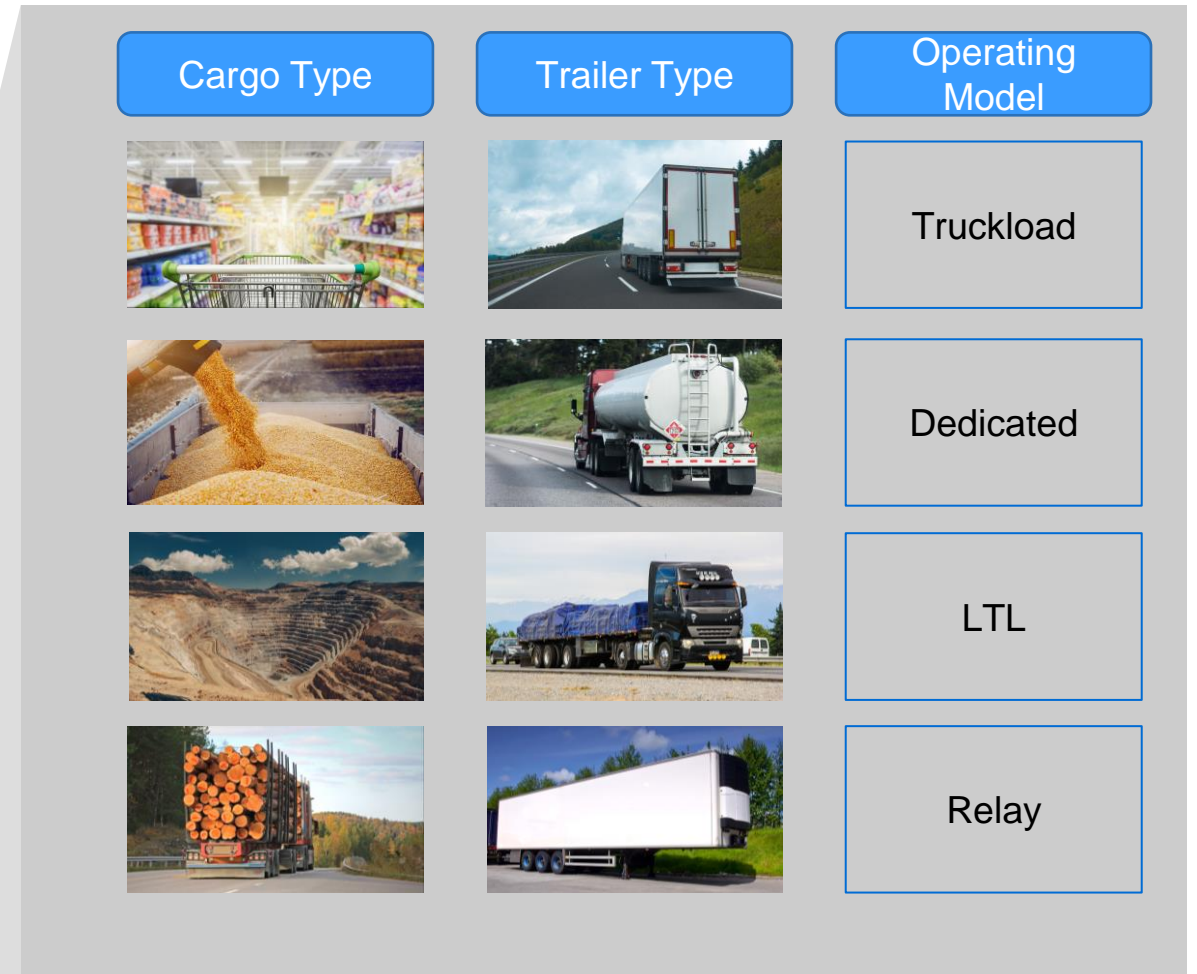 Cargo Type
Trailer Type
Operating
Model
Truckload
Dedicated
LTL
Relay